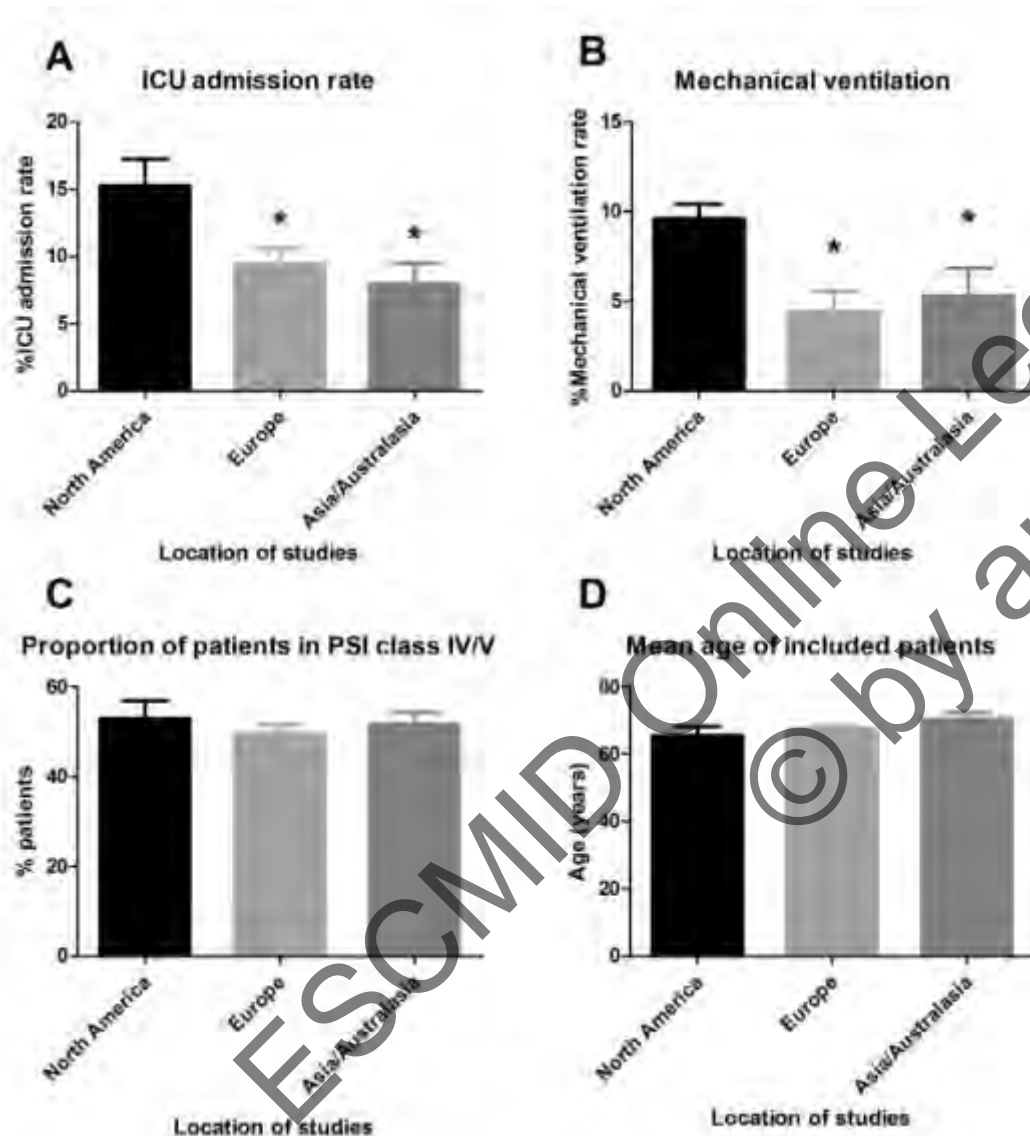 A
ICU admission rate
%ICU admission rate
20
15
10
5
0
*
*
North America
Europe
Asia/Australasia
Location of studies
B
Mechanical ventilation
%Mechanical ventilation rate
15
10
5
0
*
*
North America
Europe
Asia/Australasia
Location of studies
C
Proportion of patients in PSI class IV/V
% patients
60
40
20
0
North America
Europe
Asia/Australasia
Location of studies
D
Mean age of included patients
Age (years)
80
60
40
20
0
North America
Europe
Asia/Australasia
Location of studies
ESCMID Online
© by